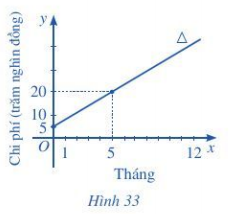 y
Δ
Chi phí (trăm nghìn đồng)
20
10
5
O 1 5 12 x
Tháng
Hình 33